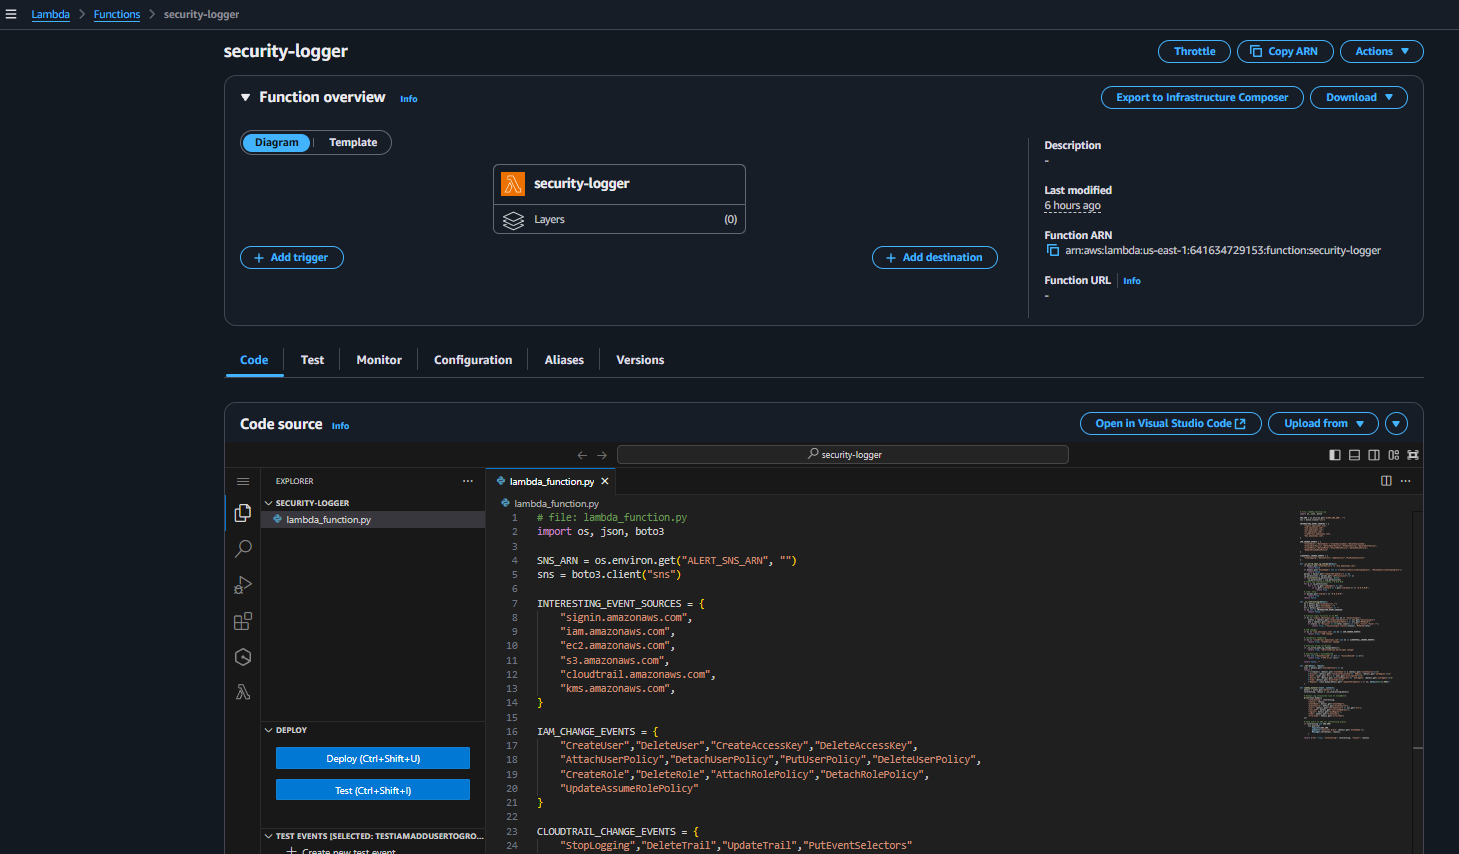 Lambda > Functions > security-logger
security-logger
Throttle
Copy ARN
Actions
Function overview Info
Export to Infrastructure Composer
Download
Diagram
Template
security-logger
Layers (0)
Add trigger
Add destination
Description
-
Last modified
6 hours ago
Function ARN
arn:aws:lambda:us-east-1:641634729153:function:security-logger
Function URL Info
-
Code
Test
Monitor
Configuration
Aliases
Versions
Code source Info
Open in Visual Studio Code
Upload from
security-logger
EXPLORER
SECURITY-LOGGER
lambda_function.py
DEPLOY
Deploy (Ctrl+Shift+U)
Test (Ctrl+Shift+I)
TEST EVENTS [SELECTED: TESTIAMADDUSERTOGRO...
Create new test event
lambda_function.py
lambda_function.py
1 # file: lambda_function.py
2 import os, json, boto3
3
4 SNS_ARN = os.environ.get("ALERT_SNS_ARN", "")
5 sns = boto3.client("sns")
6
7 INTERESTING_EVENT_SOURCES = {
8 "signin.amazonaws.com",
9 "iam.amazonaws.com",
10 "ec2.amazonaws.com",
11 "s3.amazonaws.com",
12 "cloudtrail.amazonaws.com",
13 "kms.amazonaws.com",
14 }
15
16 IAM_CHANGE_EVENTS = {
17 "CreateUser","DeleteUser","CreateAccessKey","DeleteAccessKey",
18 "AttachUserPolicy","DetachUserPolicy","PutUserPolicy","DeleteUserPolicy",
19 "CreateRole","DeleteRole","AttachRolePolicy","DetachRolePolicy",
20 "UpdateAssumeRolePolicy"
21 }
22
23 CLOUDTRAIL_CHANGE_EVENTS = {
24 "StopLogging","DeleteTrail","UpdateTrail","PutEventSelectors"